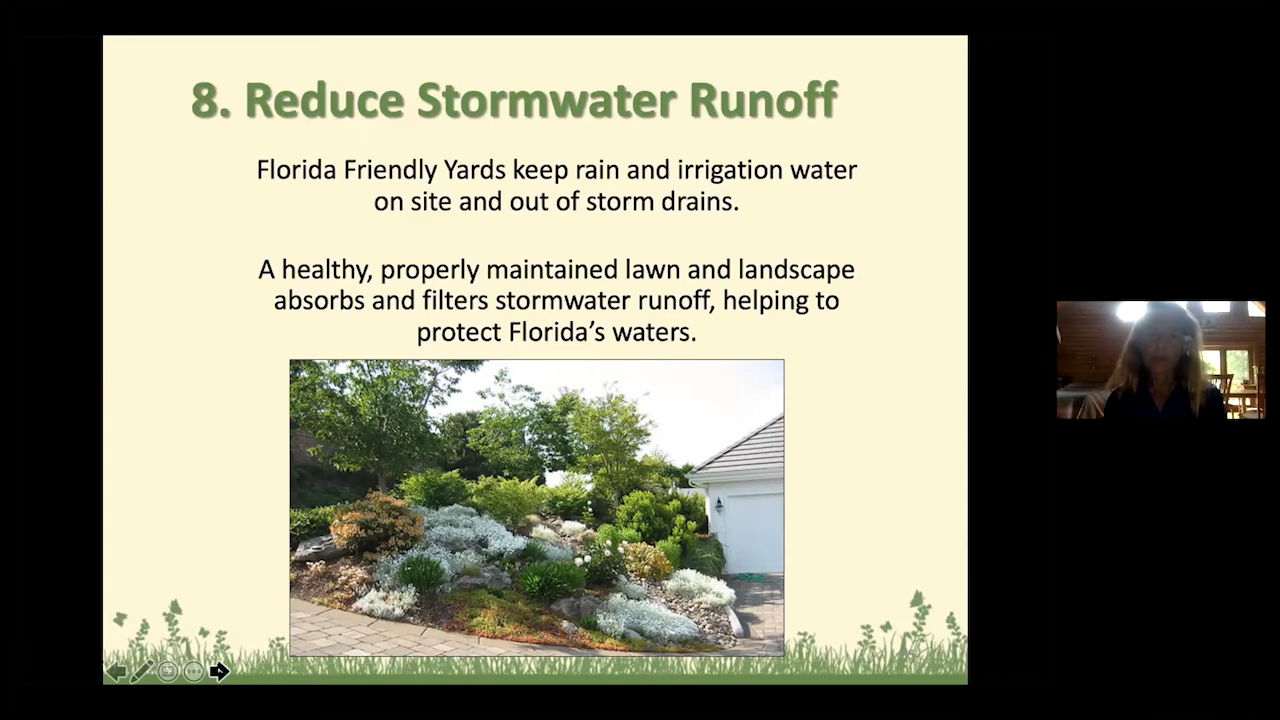 8. Reduce Stormwater Runoff
Florida Friendly Yards keep rain and irrigation water
on site and out of storm drains.
A healthy, properly maintained lawn and landscape
absorbs and filters stormwater runoff, helping to
protect Florida's waters.